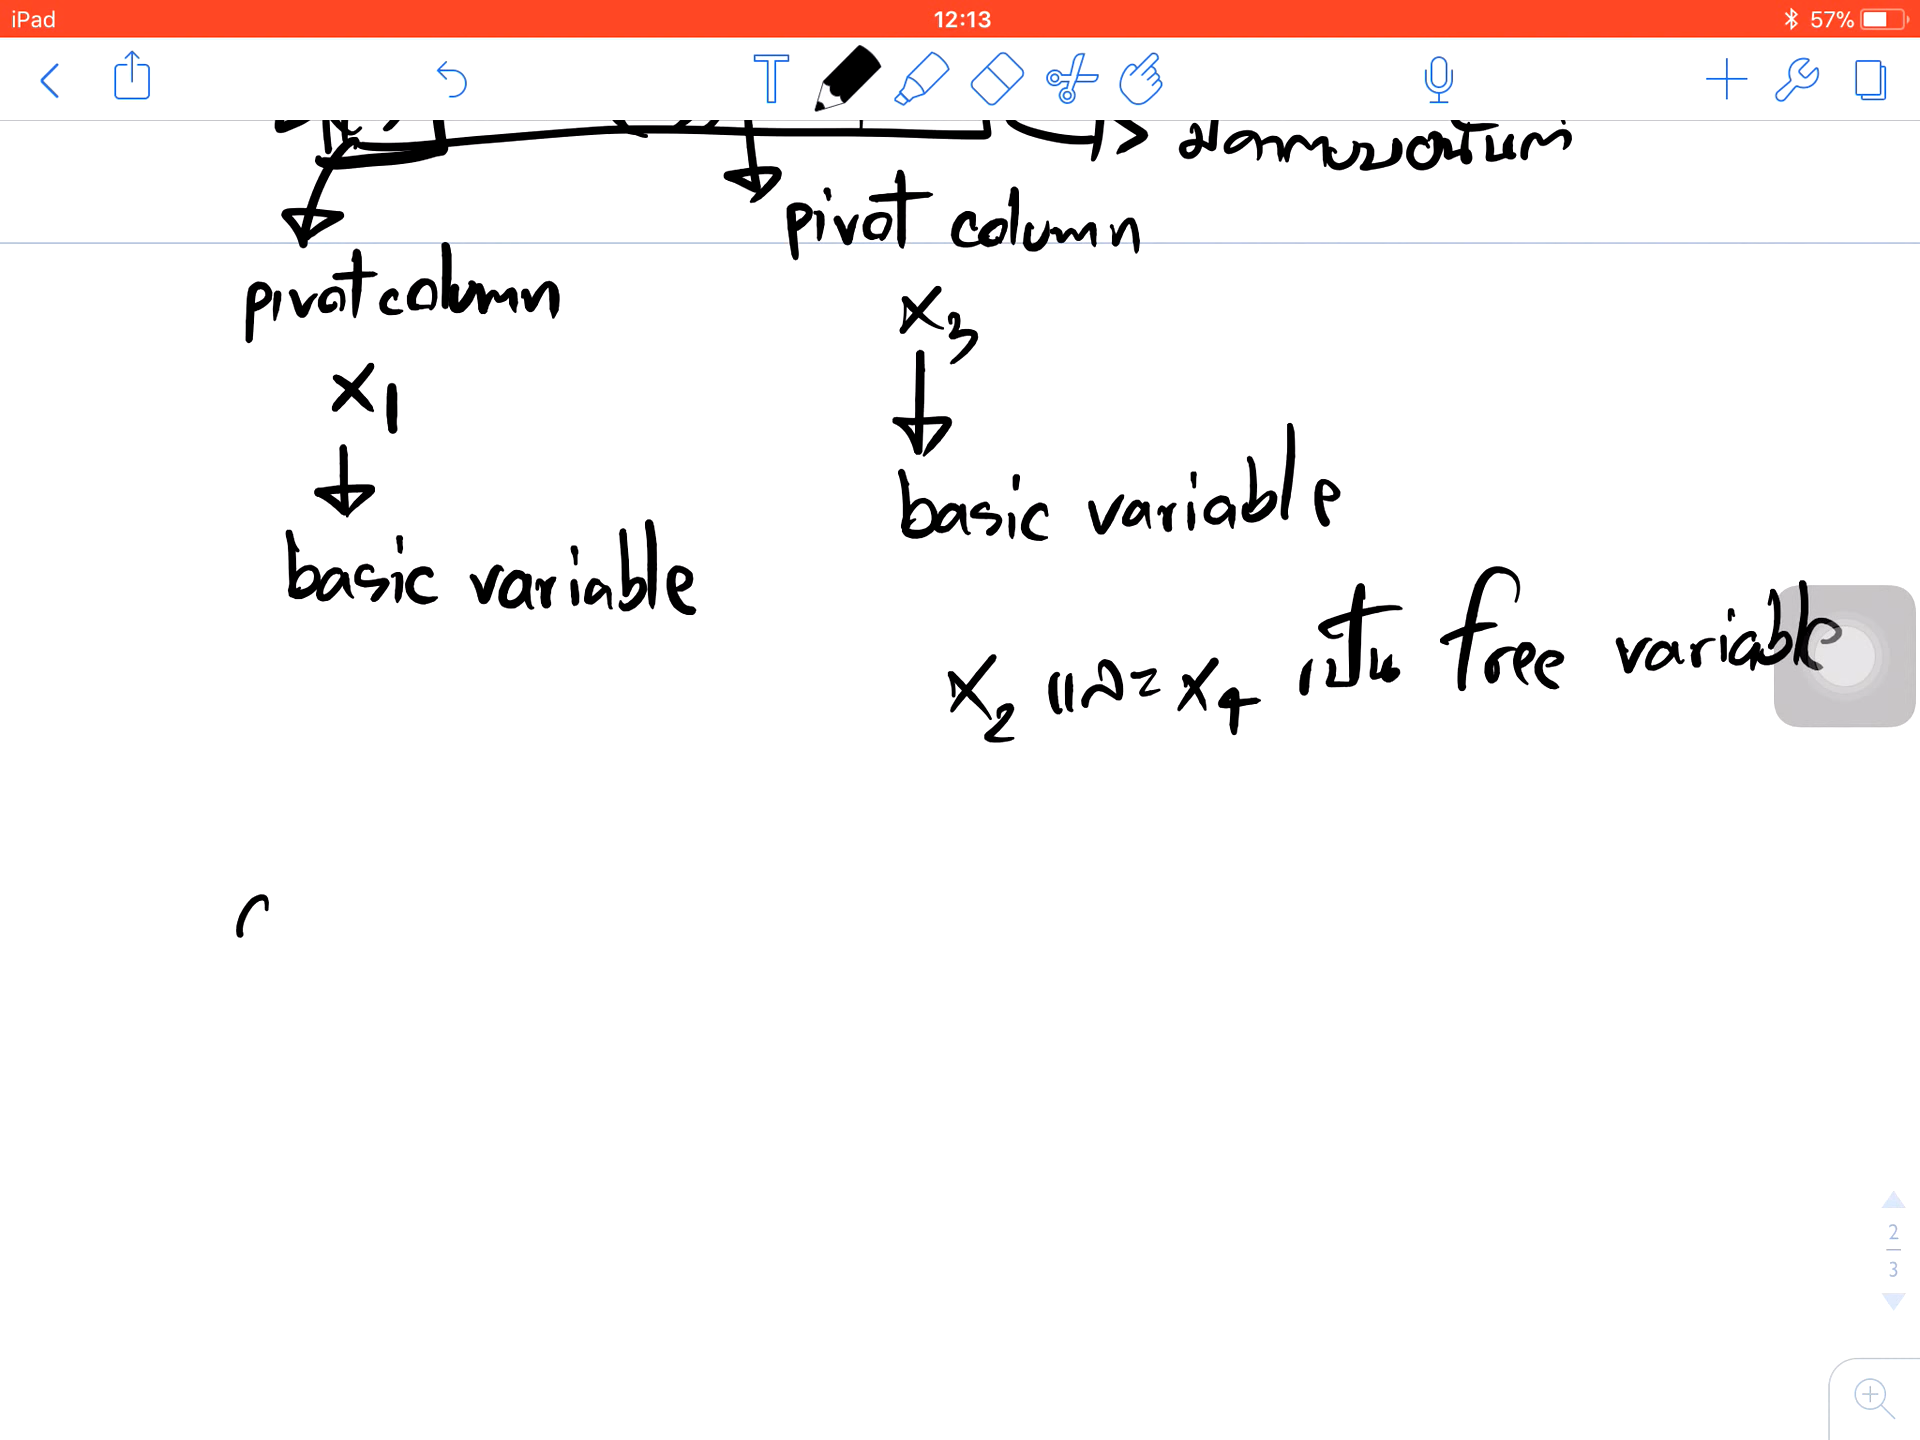 iPad 12:13 57%
T
pivot column
pivot column
x3
x1
basic variable
basic variable
x2 และ x4 เป็น free variable
2
3